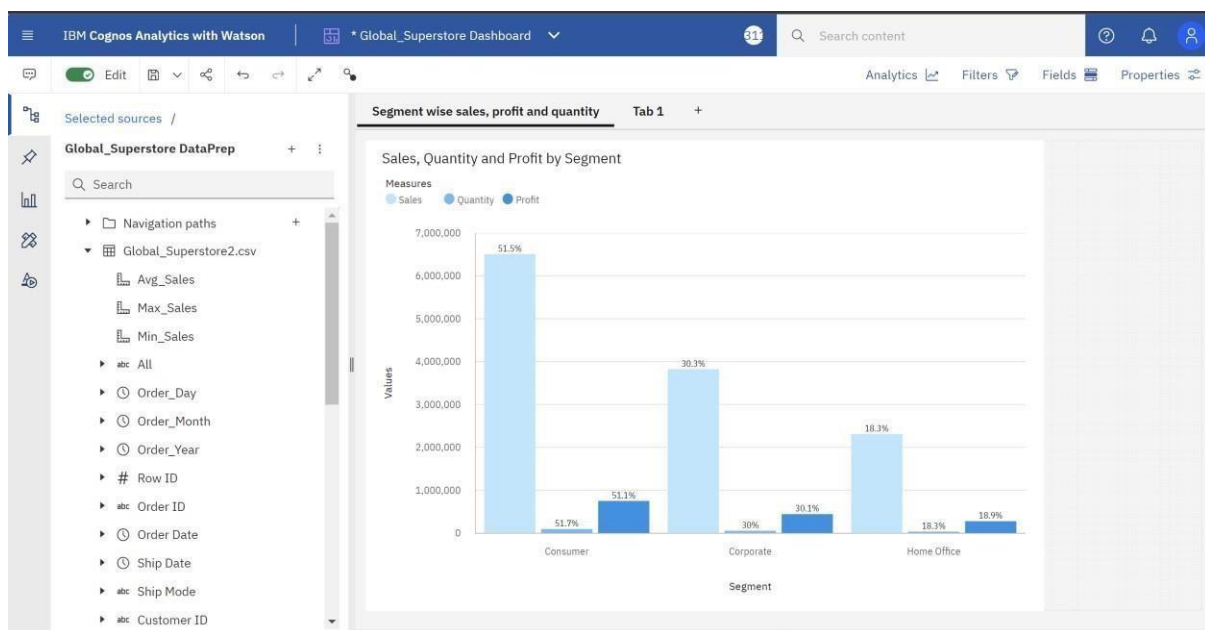 IBM Cognos Analytics with Watson
* Global_Superstore Dashboard
Search content
Edit
Analytics
Filters
Fields
Properties
Selected sources /
Global_Superstore DataPrep
Search
Navigation paths
Global_Superstore2.csv
Avg_Sales
Max_Sales
Min_Sales
abc All
Order_Day
Order_Month
Order_Year
# Row ID
abc Order ID
Order Date
Ship Date
abc Ship Mode
abc Customer ID
Segment wise sales, profit and quantity
Tab 1
+
Sales, Quantity and Profit by Segment
Measures
Sales Quantity Profit
7,000,000
6,000,000
5,000,000
4,000,000
3,000,000
2,000,000
1,000,000
0
Values
51.5%
51.7%
51.1%
30.3%
30%
30.1%
18.3%
18.3%
18.9%
Consumer
Corporate
Home Office
Segment